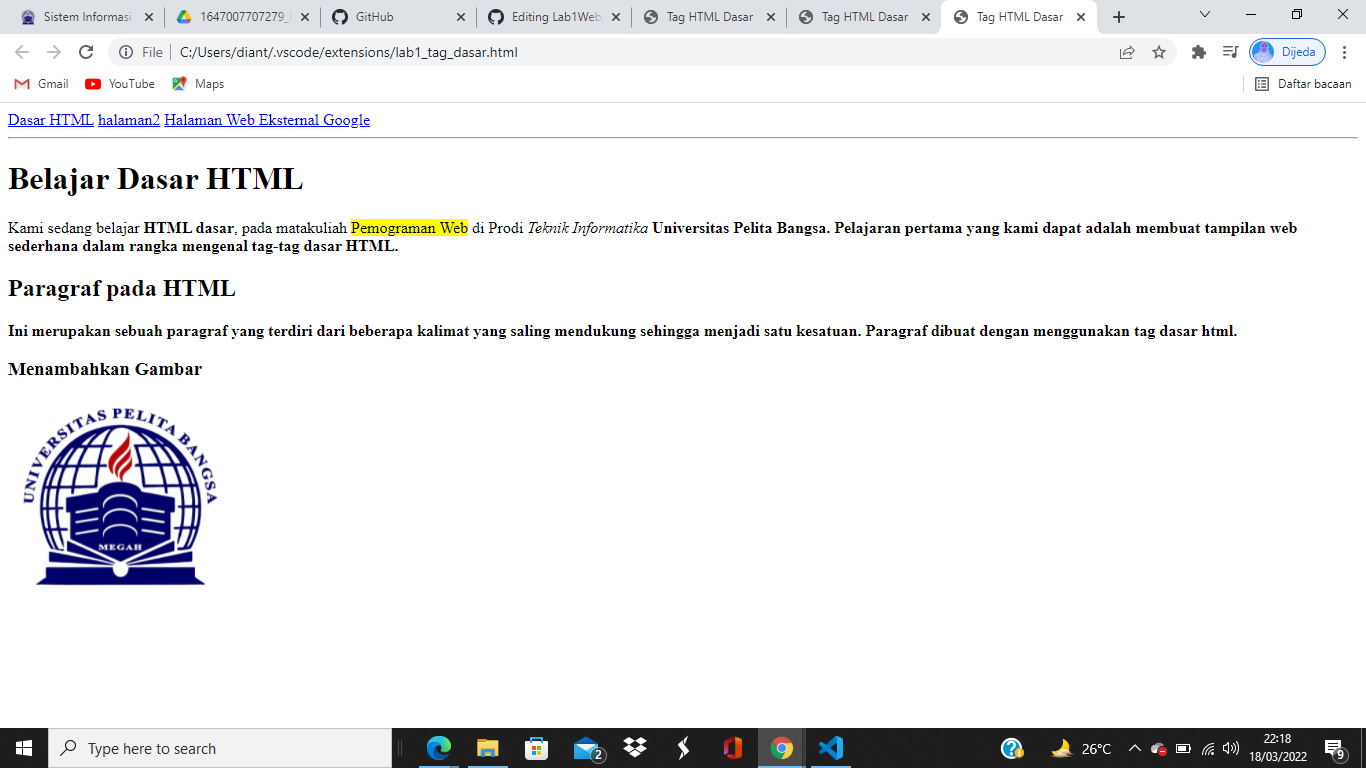 Sistem Informasi
1647007707279_
GitHub
Editing Lab1Web
Tag HTML Dasar
Tag HTML Dasar
Tag HTML Dasar
File
C:/Users/diant/.vscode/extensions/lab1_tag_dasar.html
Dijeda
Gmail
YouTube
Maps
Daftar bacaan
Dasar HTML halaman2 Halaman Web Eksternal Google
Belajar Dasar HTML
Kami sedang belajar HTML dasar, pada matakuliah Pemograman Web di Prodi Teknik Informatika Universitas Pelita Bangsa. Pelajaran pertama yang kami dapat adalah membuat tampilan web
sederhana dalam rangka mengenal tag-tag dasar HTML.
Paragraf pada HTML
Ini merupakan sebuah paragraf yang terdiri dari beberapa kalimat yang saling mendukung sehingga menjadi satu kesatuan. Paragraf dibuat dengan menggunakan tag dasar html.
Menambahkan Gambar
UNIVERSITAS PELITA BANGSA
MEGAH
Type here to search
2
26°C
22:18
18/03/2022
9